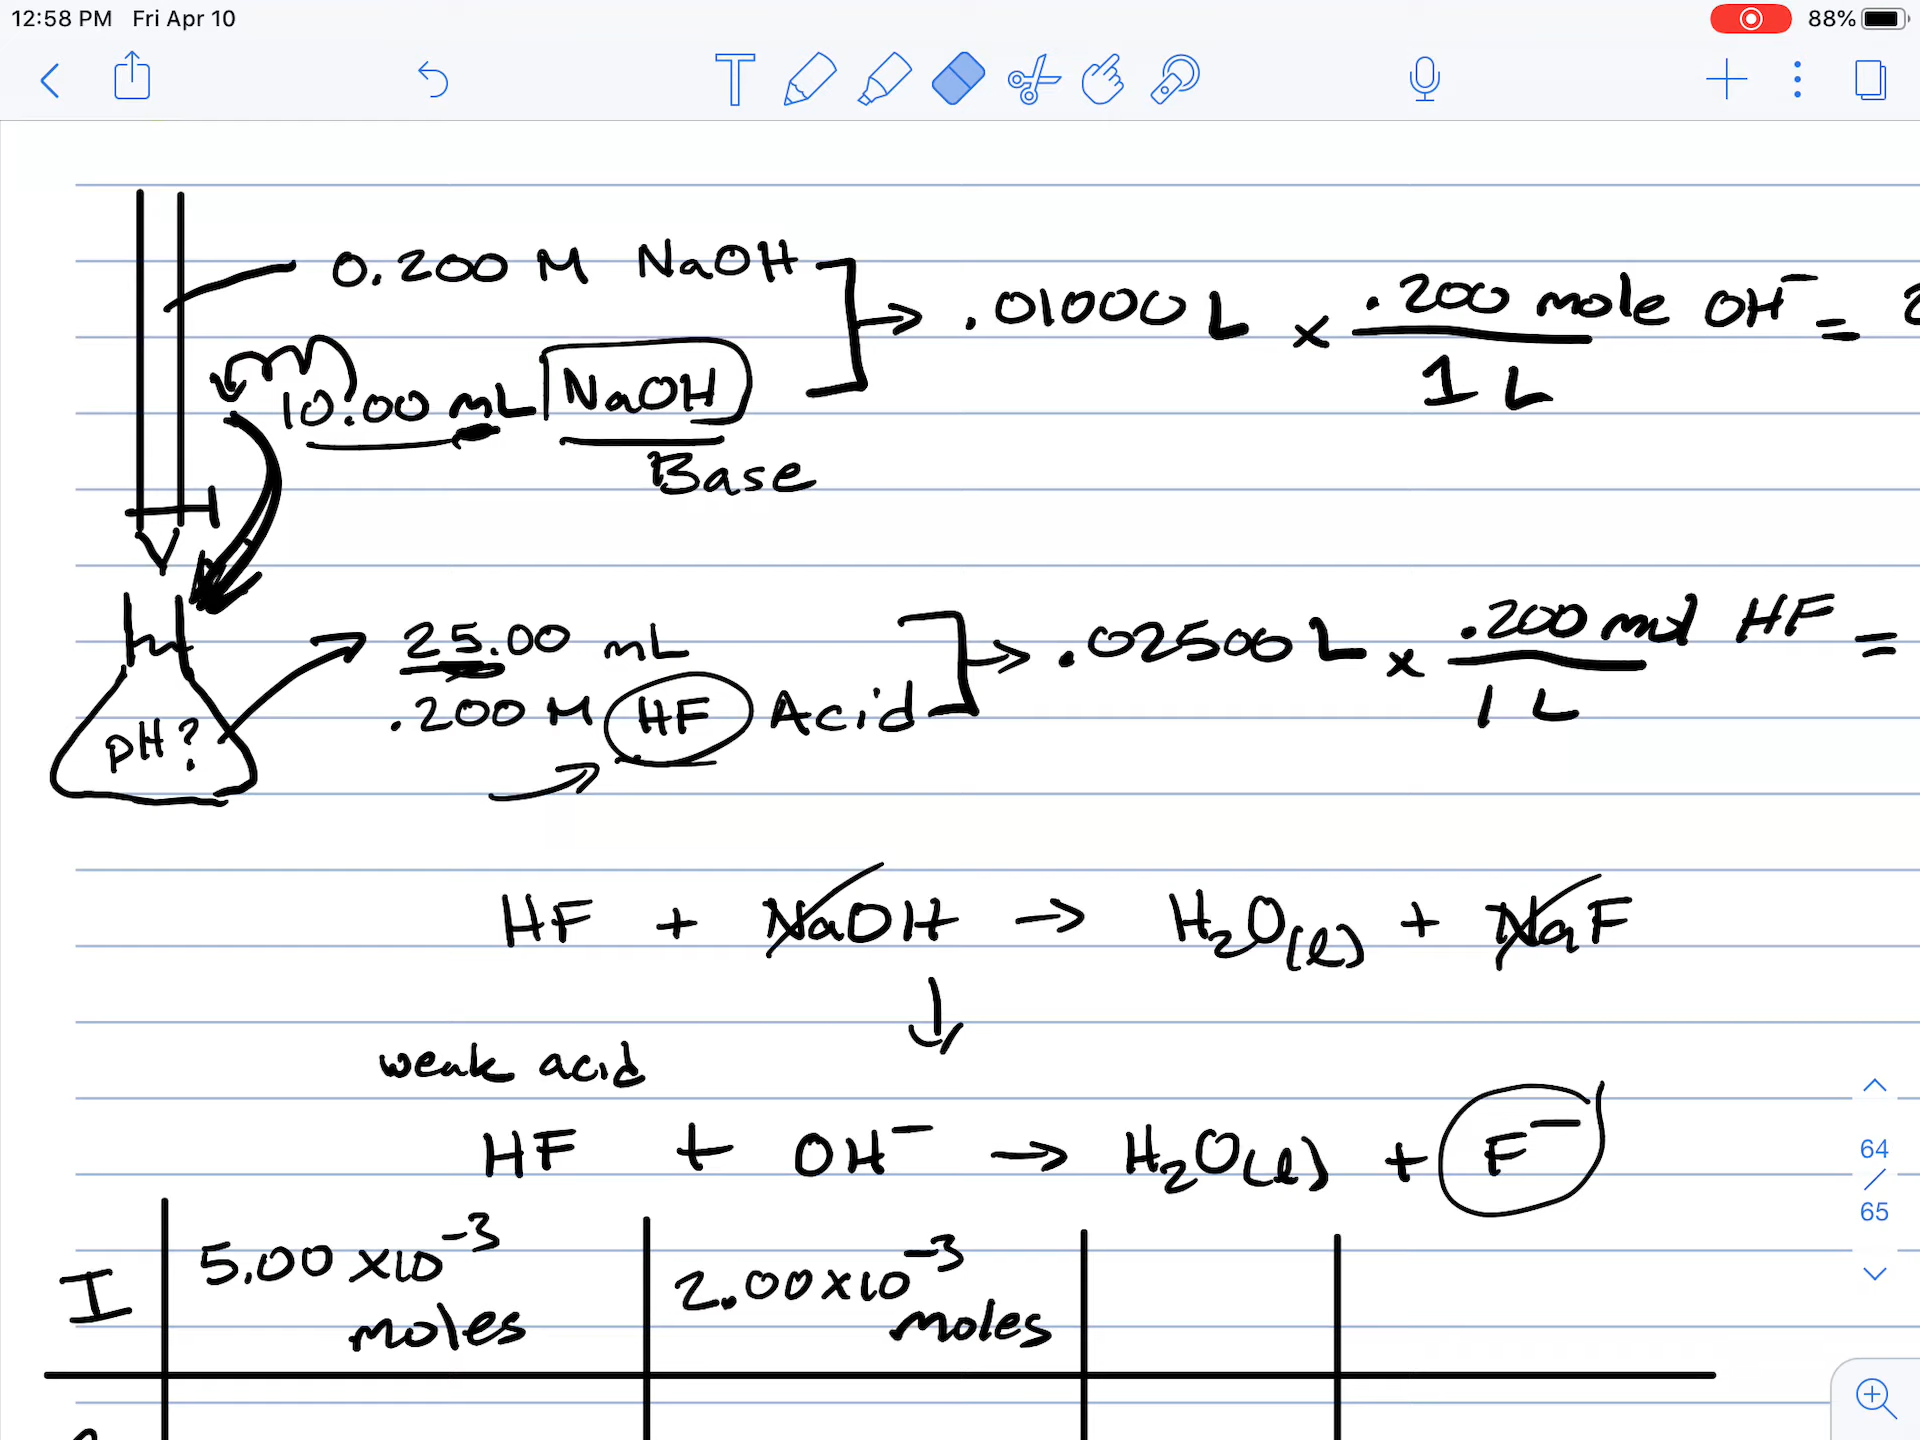 12:58 PM Fri Apr 10 88%
0.200 M NaOH → .01000 L x .200 mole OH⁻ =
1 L
10.00 mL NaOH
Base
25.00 mL → .02500 L x .200 mol HF =
1 L
.200 M HF Acid
pH?
HF + NaOH → H₂O(l) + NaF
↓
weak acid
HF + OH⁻ → H₂O(l) + F⁻
64
/
65
I 5.00 x10⁻³ moles 2.00x10⁻³ moles